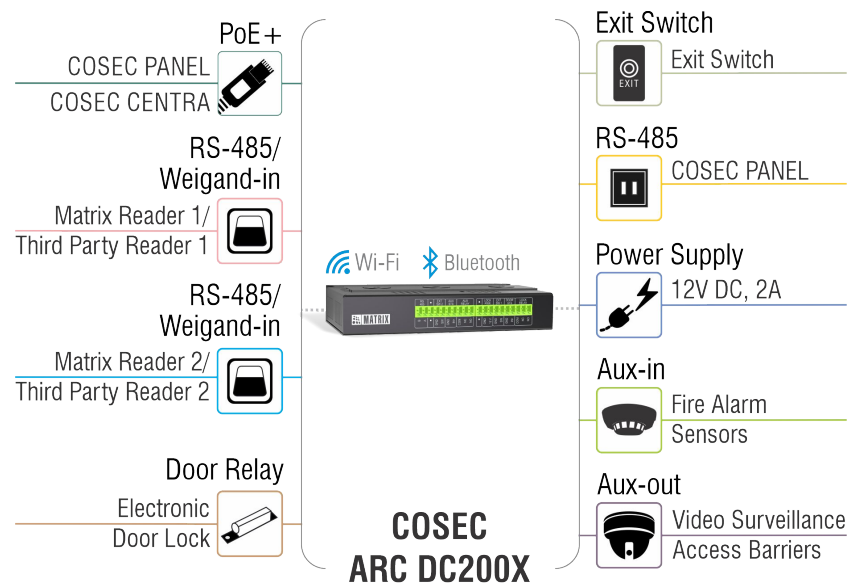 PoE+
COSEC PANEL
COSEC CENTRA
RS-485/
Weigand-in
Matrix Reader 1/
Third Party Reader 1
RS-485/
Weigand-in
Matrix Reader 2/
Third Party Reader 2
Door Relay
Electronic
Door Lock
Wi-Fi
Bluetooth
MATRIX
COSEC
ARC DC200X
Exit Switch
EXIT
Exit Switch
RS-485
COSEC PANEL
Power Supply
12V DC, 2A
Aux-in
Fire Alarm
Sensors
Aux-out
Video Surveillance
Access Barriers